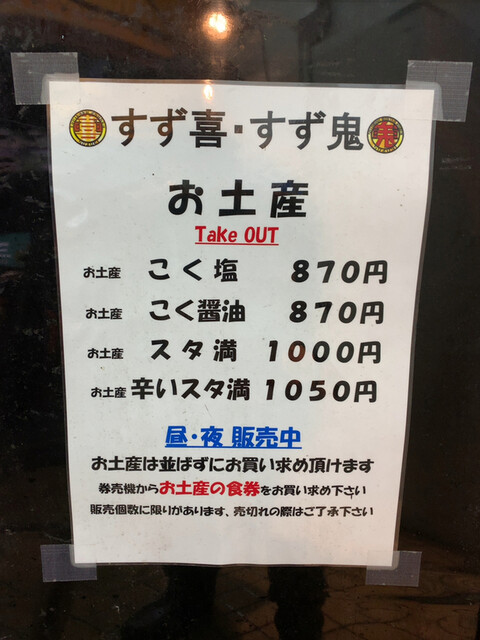 喜 すず喜・すず鬼 鬼
お土産
Take OUT
お土産 こく塩 870円
お土産 こく醤油 870円
お土産 スタ満 1000円
お土産 辛いスタ満 1050円
昼・夜 販売中
お土産は並ばずにお買い求め頂けます
券売機からお土産の食券をお買い求め下さい
販売個数に限りがあります、売切れの際はご了承下さい